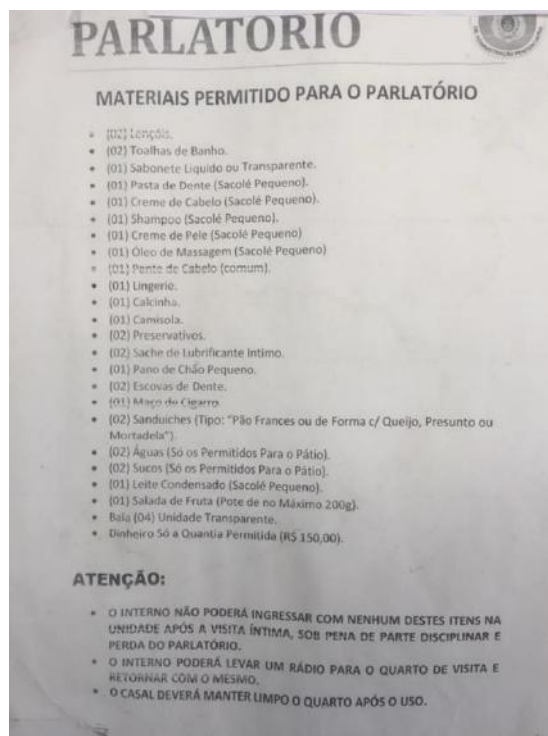 PARLATORIO
MATERIAIS PERMITIDO PARA O PARLATÓRIO
• (02) Lençóis.
• (02) Toalhas de Banho.
• (01) Sabonete Liquido ou Transparente.
• (01) Pasta de Dente (Sacolé Pequeno).
• (01) Creme de Cabelo (Sacolé Pequeno).
• (01) Shampoo (Sacolé Pequeno).
• (01) Creme de Pele (Sacolé Pequeno)
• (01) Óleo de Massagem (Sacolé Pequeno)
• (01) Pente de Cabelo (comum).
• (01) Lingerie.
• (01) Calcinha.
• (01) Camisola.
• (02) Preservativos.
• (02) Sache de Lubrificante Intimo.
• (01) Pano de Chão Pequeno.
• (02) Escovas de Dente.
• (01) Maço de Cigarro
• (02) Sanduiches (Tipo: "Pão Frances ou de Forma c/ Queijo, Presunto ou
Mortadela").
• (02) Águas (Só os Permitidos Para o Pátio).
• (02) Sucos (Só os Permitidos Para o Pátio).
• (01) Leite Condensado (Sacolé Pequeno).
• (01) Salada de Fruta (Pote de no Máximo 200g).
• Bala (04) Unidade Transparente.
• Dinheiro Só a Quantia Permitida (R$ 150,00).
ATENÇÃO:
• O INTERNO NÃO PODERÁ INGRESSAR COM NENHUM DESTES ITENS NA
UNIDADE APÓS A VISITA ÍNTIMA, SOB PENA DE PARTE DISCIPLINAR E
PERDA DO PARLATÓRIO.
• O INTERNO PODERÁ LEVAR UM RÁDIO PARA O QUARTO DE VISITA E
RETORNAR COM O MESMO.
• O CASAL DEVERÁ MANTER LIMPO O QUARTO APÓS O USO.